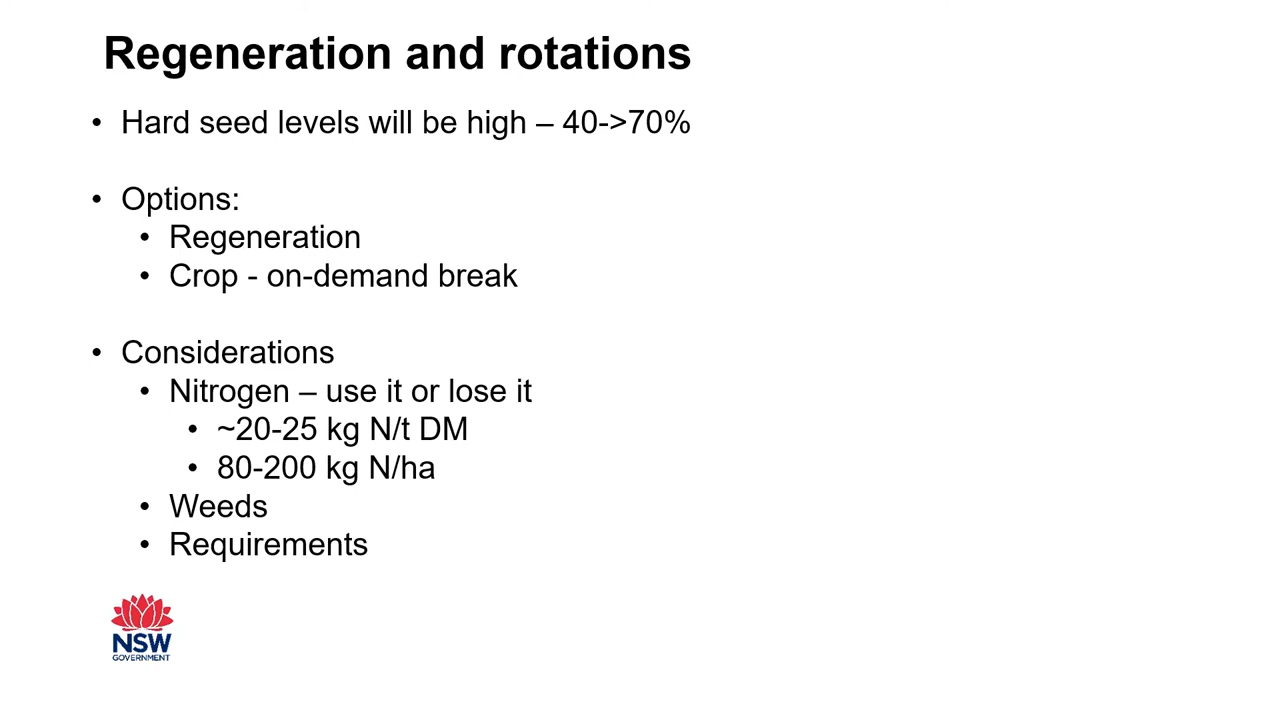 Regeneration and rotations
• Hard seed levels will be high – 40->70%
• Options:
• Regeneration
• Crop - on-demand break
• Considerations
• Nitrogen – use it or lose it
• ~20-25 kg N/t DM
• 80-200 kg N/ha
• Weeds
• Requirements
NSW
GOVERNMENT